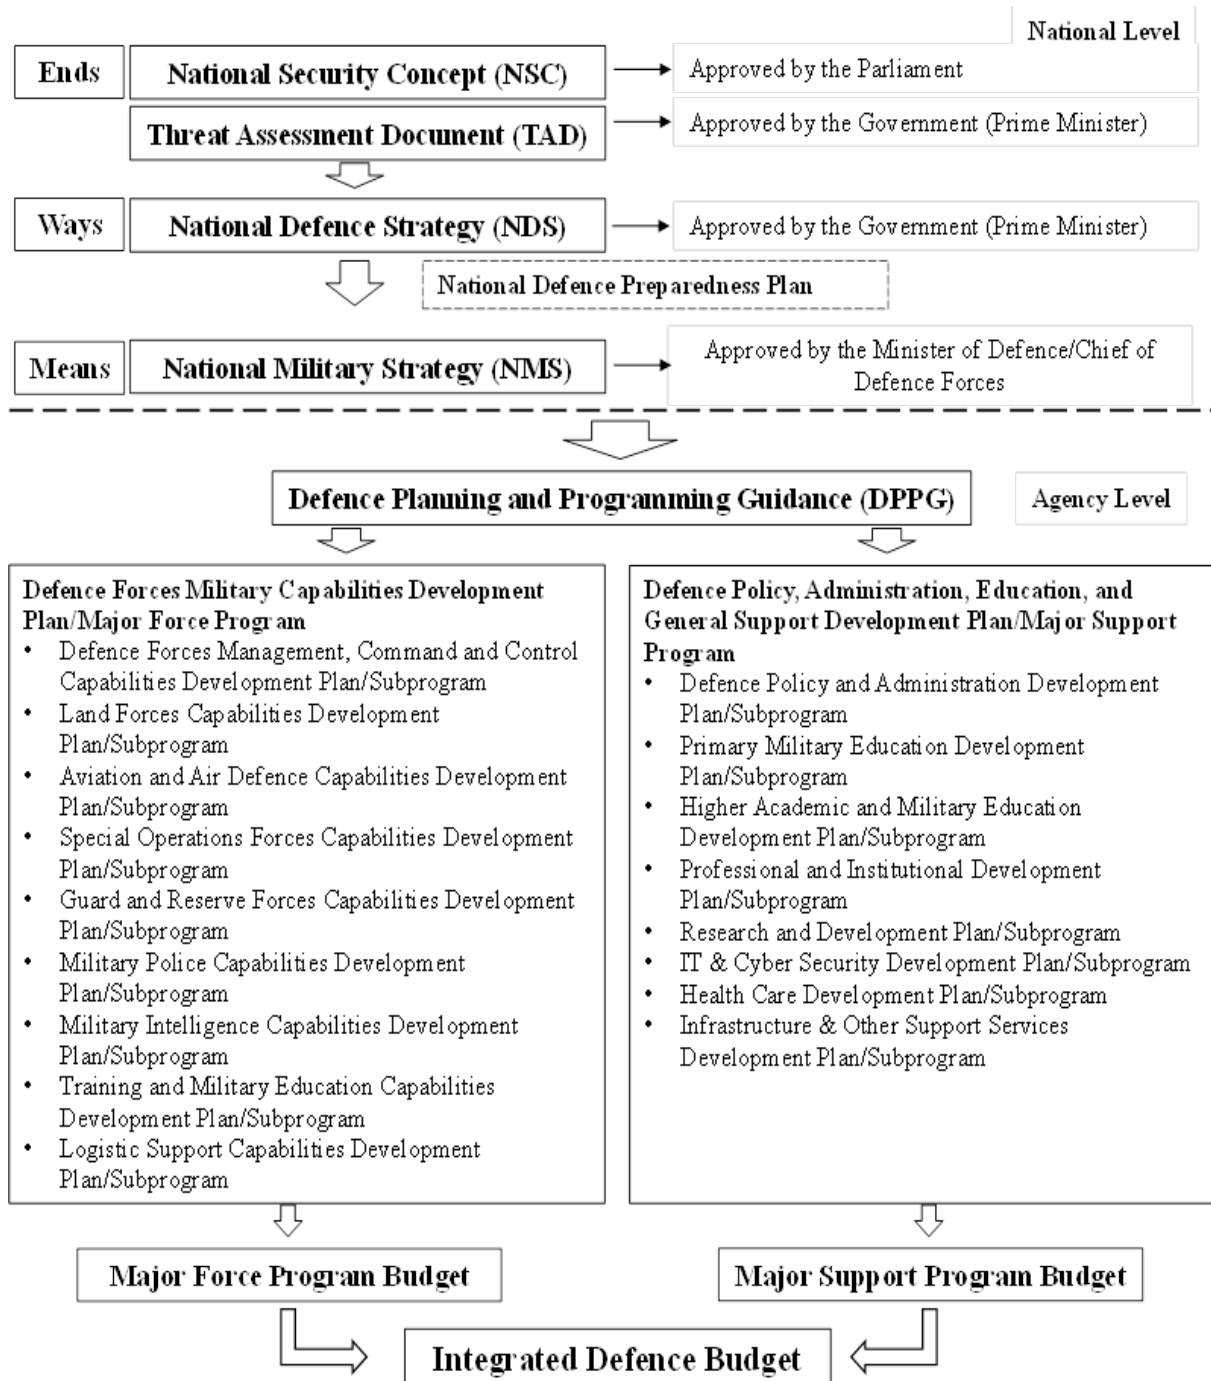 National Level
Ends
National Security Concept (NSC)
Approved by the Parliament
Threat Assessment Document (TAD)
Approved by the Government (Prime Minister)
Ways
National Defence Strategy (NDS)
Approved by the Government (Prime Minister)
National Defence Preparedness Plan
Means
National Military Strategy (NMS)
Approved by the Minister of Defence/Chief of
Defence Forces
Defence Planning and Programming Guidance (DPPG)
Agency Level
Defence Forces Military Capabilities Development
Plan/Major Force Program
• Defence Forces Management, Command and Control
Capabilities Development Plan/Subprogram
• Land Forces Capabilities Development
Plan/Subprogram
• Aviation and Air Defence Capabilities Development
Plan/Subprogram
• Special Operations Forces Capabilities Development
Plan/Subprogram
• Guard and Reserve Forces Capabilities Development
Plan/Subprogram
• Military Police Capabilities Development
Plan/Subprogram
• Military Intelligence Capabilities Development
Plan/Subprogram
• Training and Military Education Capabilities
Development Plan/Subprogram
• Logistic Support Capabilities Development
Plan/Subprogram
Defence Policy, Administration, Education, and
General Support Development Plan/Major Support
Program
• Defence Policy and Administration Development
Plan/Subprogram
• Primary Military Education Development
Plan/Subprogram
• Higher Academic and Military Education
Development Plan/Subprogram
• Professional and Institutional Development
Plan/Subprogram
• Research and Development Plan/Subprogram
• IT & Cyber Security Development Plan/Subprogram
• Health Care Development Plan/Subprogram
• Infrastructure & Other Support Services
Development Plan/Subprogram
Major Force Program Budget
Major Support Program Budget
Integrated Defence Budget